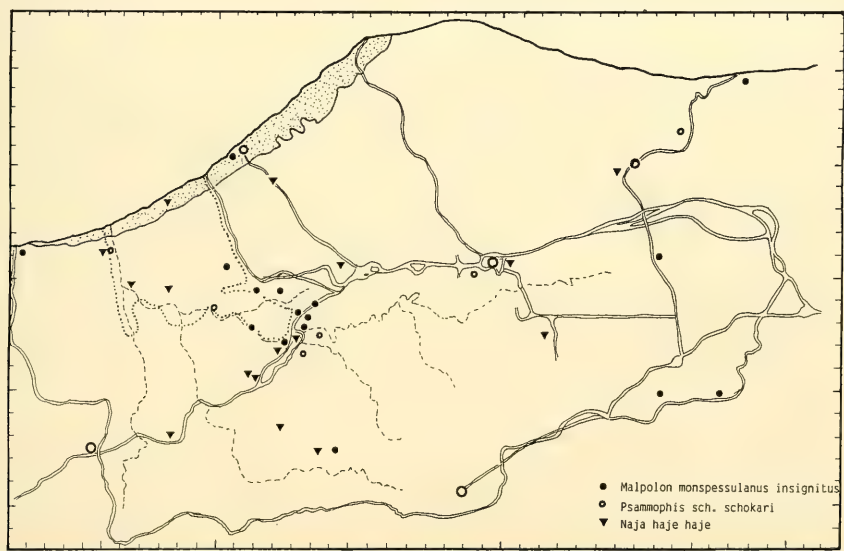 Malpolon monspessulanus insignitus
Psammophis sch. schokari
Naja haje haje